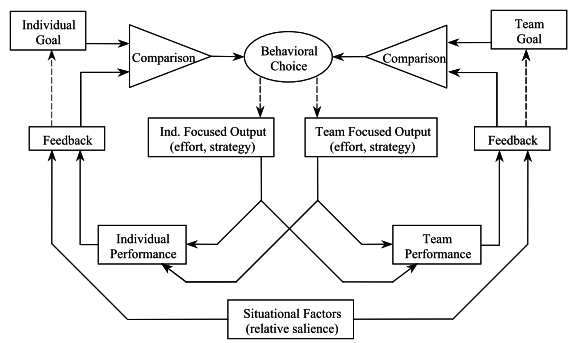 Individual
Goal
Team
Goal
Comparison
Behavioral
Choice
Comparison
Feedback
Ind. Focused Output
(effort, strategy)
Team Focused Output
(effort, strategy)
Feedback
Individual
Performance
Team
Performance
Situational Factors
(relative salience)